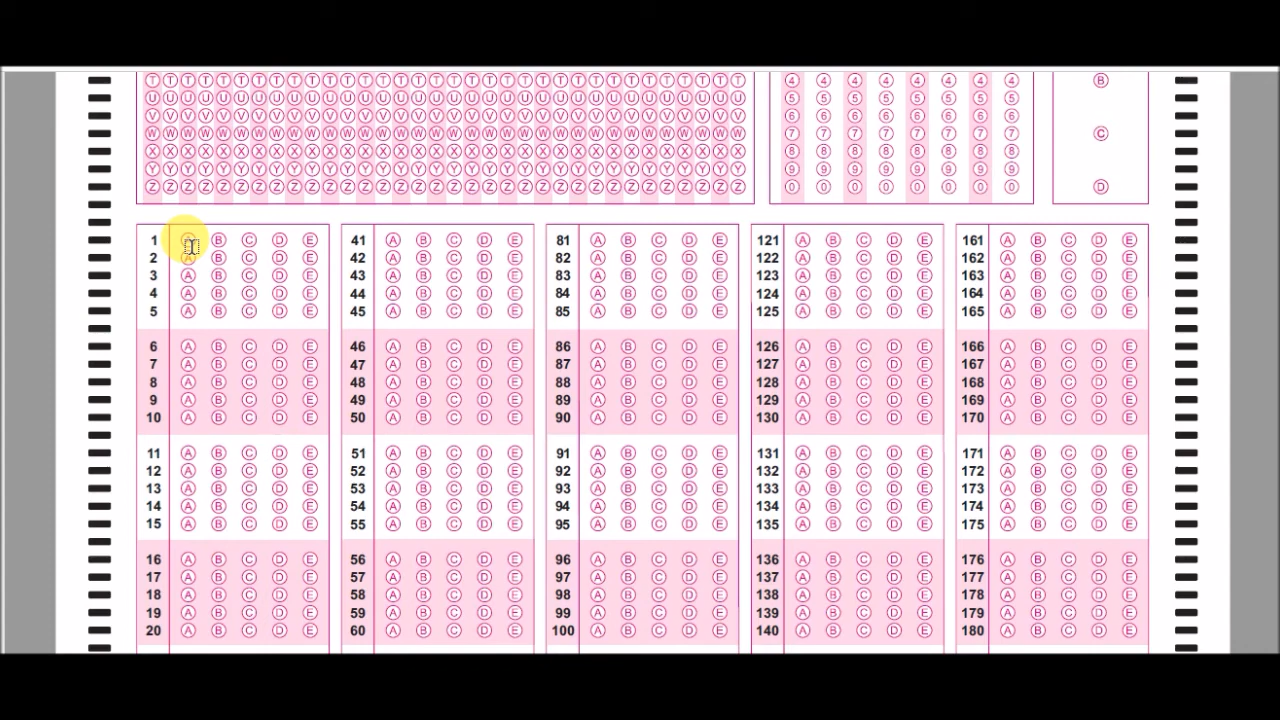 T T T T T T T T T T T T T T T T T T T T T T T T T T T T T T T T T T 4 4 4 4 4 4 4 4 B
U U U U U U U U U U U U U U U U U U U U U U U U U U U U U U U U U U 5 5 5 5 5 5 5 5
V V V V V V V V V V V V V V V V V V V V V V V V V V V V V V V V V V 6 6 6 6 6 6 6 6
W W W W W W W W W W W W W W W W W W W W W W W W W W W W W W W W W W 7 7 7 7 7 7 7 7 C
X X X X X X X X X X X X X X X X X X X X X X X X X X X X X X X X X X 8 8 8 8 8 8 8 8
Y Y Y Y Y Y Y Y Y Y Y Y Y Y Y Y Y Y Y Y Y Y Y Y Y Y Y Y Y Y Y Y Y Y 9 9 9 9 9 9 9 9
Z Z Z Z Z Z Z Z Z Z Z Z Z Z Z Z Z Z Z Z Z Z Z Z Z Z Z Z Z Z Z Z Z Z 0 0 0 0 0 0 0 0 D
1 A B C D E 41 A B C D E 81 A B C D E 121 A B C D E 161 A B C D E
2 A B C D E 42 A B C D E 82 A B C D E 122 A B C D E 162 A B C D E
3 A B C D E 43 A B C D E 83 A B C D E 123 A B C D E 163 A B C D E
4 A B C D E 44 A B C D E 84 A B C D E 124 A B C D E 164 A B C D E
5 A B C D E 45 A B C D E 85 A B C D E 125 A B C D E 165 A B C D E
6 A B C D E 46 A B C D E 86 A B C D E 126 A B C D E 166 A B C D E
7 A B C D E 47 A B C D E 87 A B C D E 127 A B C D E 167 A B C D E
8 A B C D E 48 A B C D E 88 A B C D E 128 A B C D E 168 A B C D E
9 A B C D E 49 A B C D E 89 A B C D E 129 A B C D E 169 A B C D E
10 A B C D E 50 A B C D E 90 A B C D E 130 A B C D E 170 A B C D E
11 A B C D E 51 A B C D E 91 A B C D E 131 A B C D E 171 A B C D E
12 A B C D E 52 A B C D E 92 A B C D E 132 A B C D E 172 A B C D E
13 A B C D E 53 A B C D E 93 A B C D E 133 A B C D E 173 A B C D E
14 A B C D E 54 A B C D E 94 A B C D E 134 A B C D E 174 A B C D E
15 A B C D E 55 A B C D E 95 A B C D E 135 A B C D E 175 A B C D E
16 A B C D E 56 A B C D E 96 A B C D E 136 A B C D E 176 A B C D E
17 A B C D E 57 A B C D E 97 A B C D E 137 A B C D E 177 A B C D E
18 A B C D E 58 A B C D E 98 A B C D E 138 A B C D E 178 A B C D E
19 A B C D E 59 A B C D E 99 A B C D E 139 A B C D E 179 A B C D E
20 A B C D E 60 A B C D E 100 A B C D E 140 A B C D E 180 A B C D E